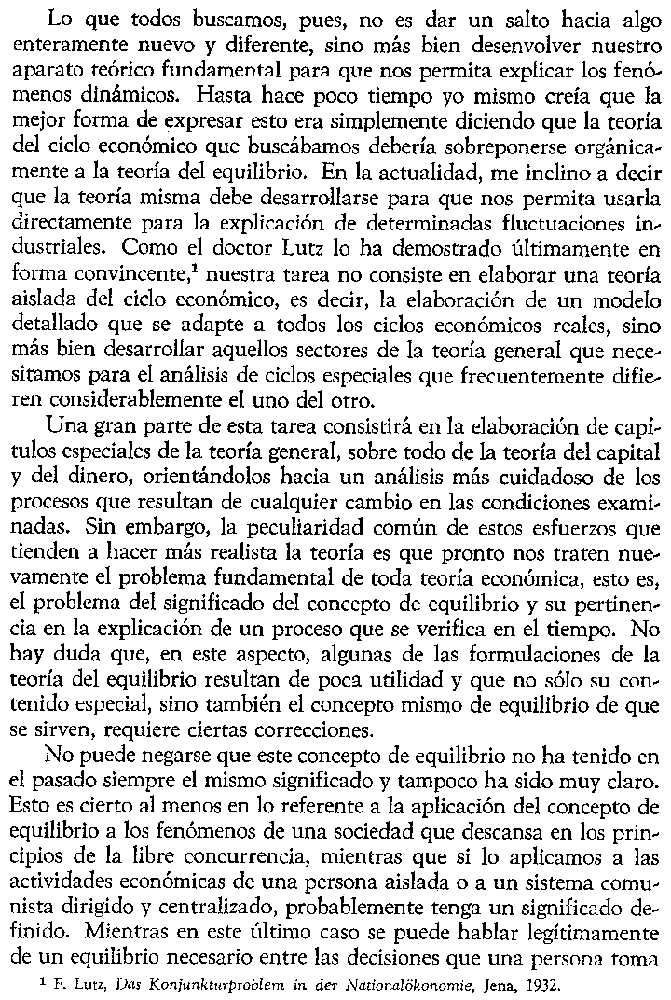 Lo que todos buscamos, pues, no es dar un salto hacia algo
enteramente nuevo y diferente, sino más bien desenvolver nuestro
aparato teórico fundamental para que nos permita explicar los fenó-
menos dinámicos. Hasta hace poco tiempo yo mismo creía que la
mejor forma de expresar esto era simplemente diciendo que la teoría
del ciclo económico que buscábamos debería sobreponerse orgánica-
mente a la teoría del equilibrio. En la actualidad, me inclino a decir
que la teoría misma debe desarrollarse para que nos permita usarla
directamente para la explicación de determinadas fluctuaciones in-
dustriales. Como el doctor Lutz lo ha demostrado últimamente en
forma convincente,¹ nuestra tarea no consiste en elaborar una teoría
aislada del ciclo económico, es decir, la elaboración de un modelo
detallado que se adapte a todos los ciclos económicos reales, sino
más bien desarrollar aquellos sectores de la teoría general que nece-
sitamos para el análisis de ciclos especiales que frecuentemente difie-
ren considerablemente el uno del otro.
Una gran parte de esta tarea consistirá en la elaboración de capí-
tulos especiales de la teoría general, sobre todo de la teoría del capital
y del dinero, orientándolos hacia un análisis más cuidadoso de los
procesos que resultan de cualquier cambio en las condiciones exami-
nadas. Sin embargo, la peculiaridad común de estos esfuerzos que
tienden a hacer más realista la teoría es que pronto nos traten nue-
vamente el problema fundamental de toda teoría económica, esto es,
el problema del significado del concepto de equilibrio y su pertinen-
cia en la explicación de un proceso que se verifica en el tiempo. No
hay duda que, en este aspecto, algunas de las formulaciones de la
teoría del equilibrio resultan de poca utilidad y que no sólo su con-
tenido especial, sino también el concepto mismo de equilibrio de que
se sirven, requiere ciertas correcciones.
No puede negarse que este concepto de equilibrio no ha tenido en
el pasado siempre el mismo significado y tampoco ha sido muy claro.
Esto es cierto al menos en lo referente a la aplicación del concepto de
equilibrio a los fenómenos de una sociedad que descansa en los prin-
cipios de la libre concurrencia, mientras que si lo aplicamos a las
actividades económicas de una persona aislada o a un sistema comu-
nista dirigido y centralizado, probablemente tenga un significado de-
finido. Mientras en este último caso se puede hablar legítimamente
de un equilibrio necesario entre las decisiones que una persona toma
¹ F. Lutz, Das Konjunkturproblem in der Nationalökonomie, Jena, 1932.